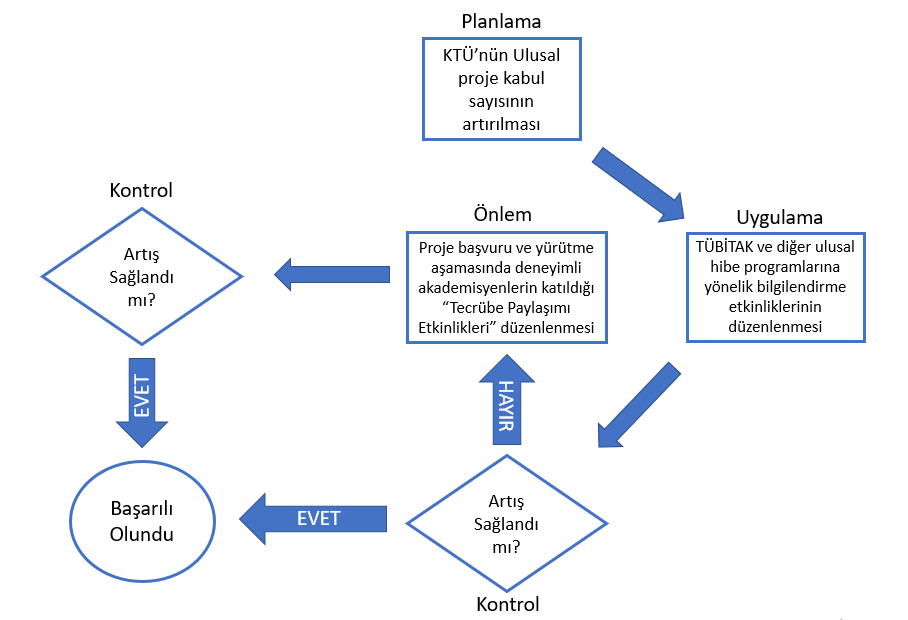 Planlama
KTÜ’nün Ulusal
proje kabul
sayısının
artırılması
Uygulama
TÜBİTAK ve diğer ulusal
hibe programlarına
yönelik bilgilendirme
etkinliklerinin
düzenlenmesi
Kontrol
Artış
Sağlandı
mı?
HAYIR
EVET
Önlem
Proje başvuru ve yürütme
aşamasında deneyimli
akademisyenlerin katıldığı
“Tecrübe Paylaşımı
Etkinlikleri” düzenlenmesi
Kontrol
Artış
Sağlandı
mı?
EVET
Başarılı
Olundu